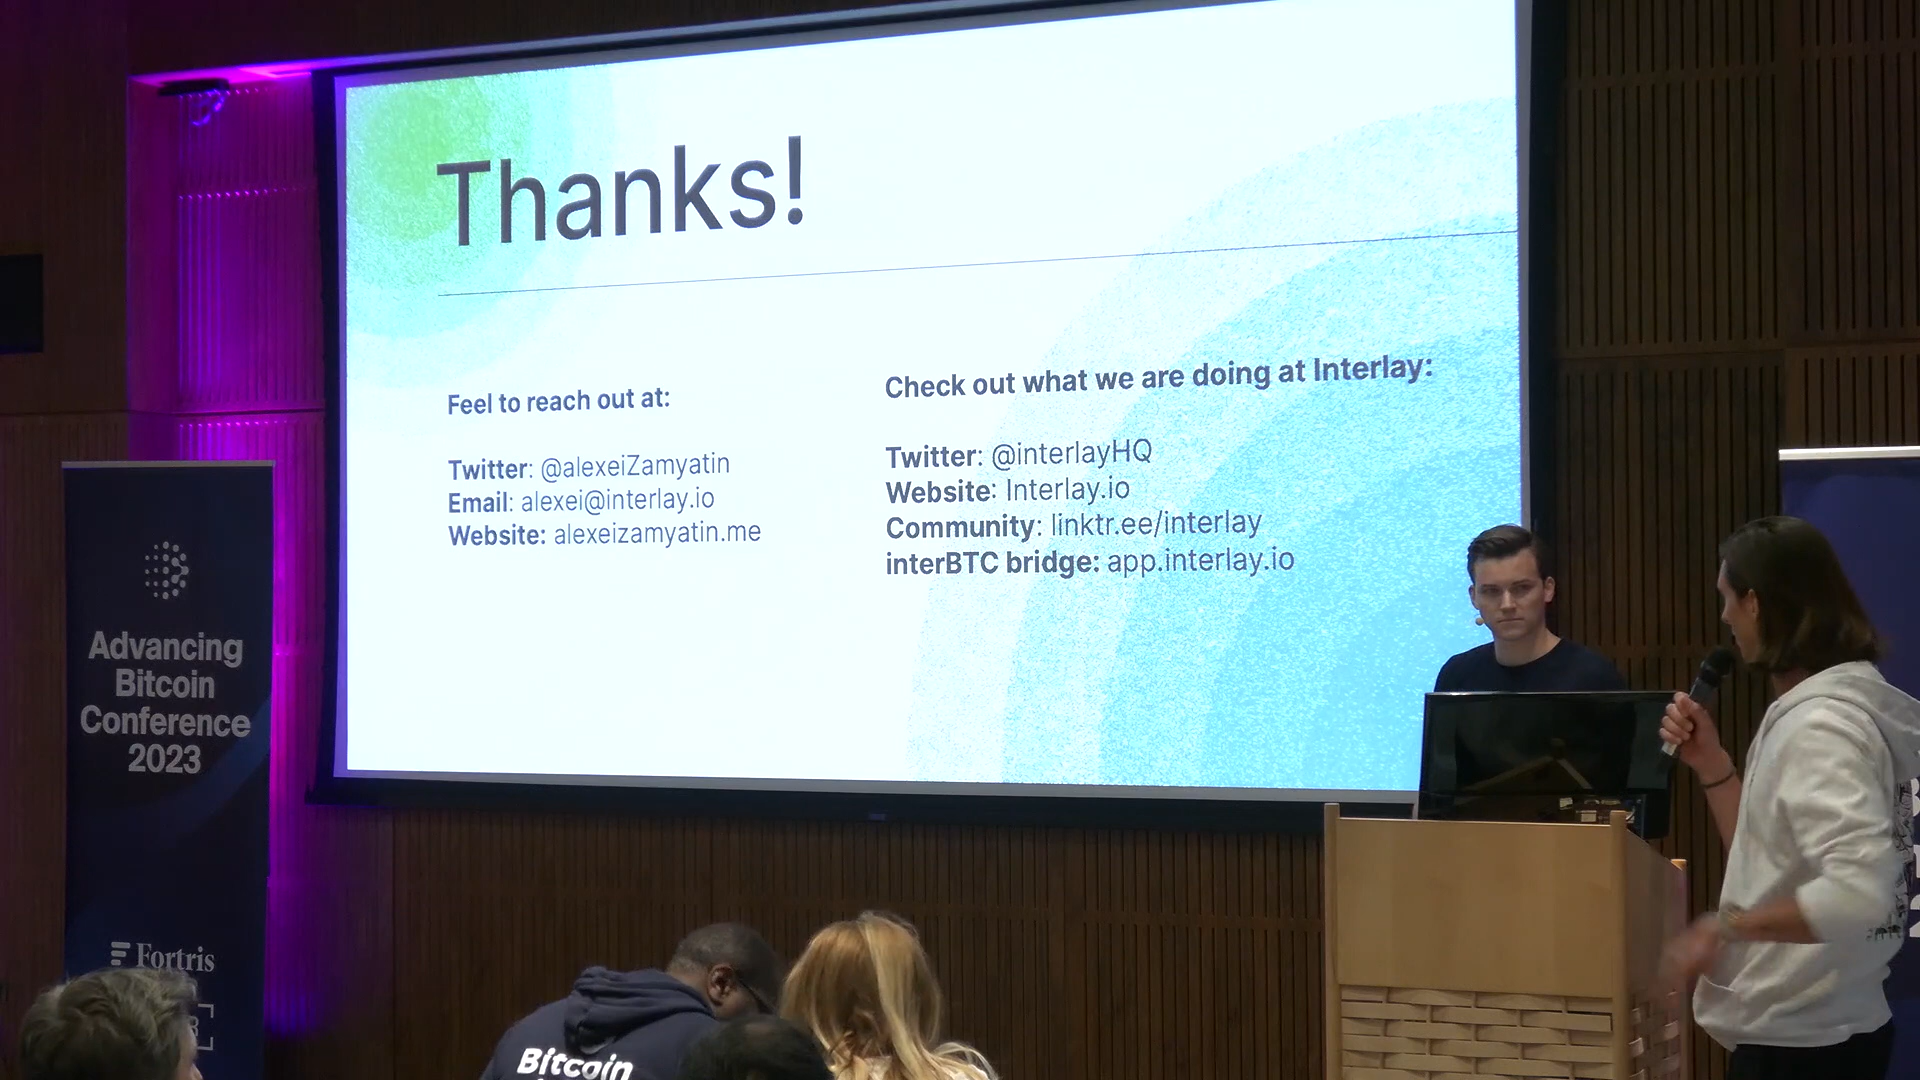 Thanks!
Feel to reach out at:
Twitter: @alexeiZamyatin
Email: alexei@interlay.io
Website: alexeizamyatin.me
Check out what we are doing at Interlay:
Twitter: @interlayHQ
Website: Interlay.io
Community: linktr.ee/interlay
interBTC bridge: app.interlay.io
Advancing
Bitcoin
Conference
2023
Fortris
Bitcoin